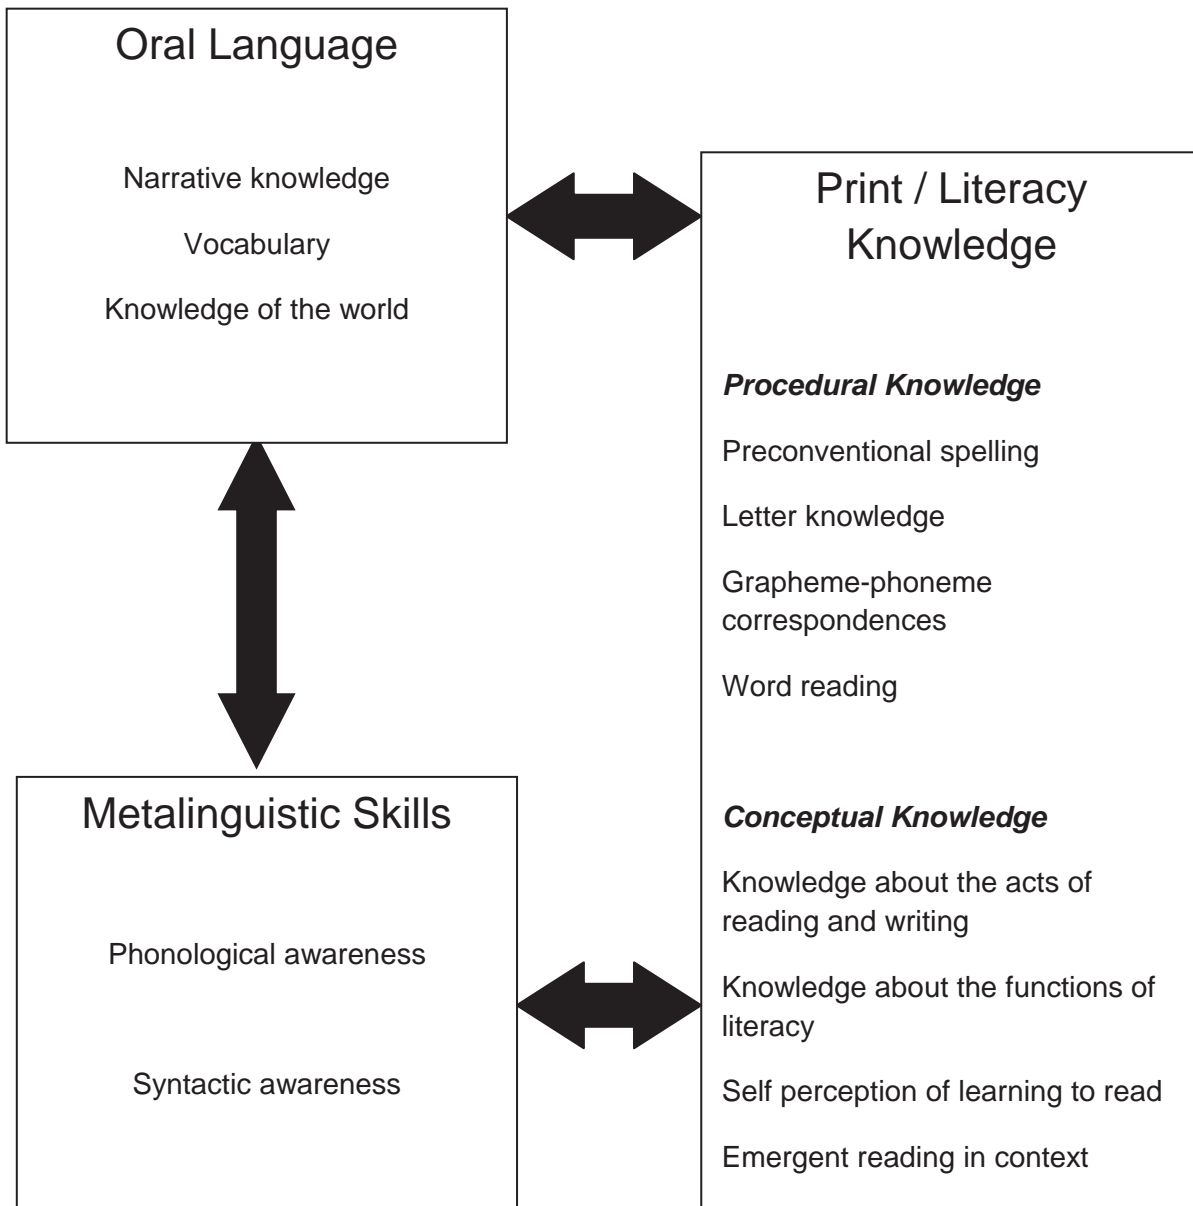 Oral Language
Narrative knowledge
Vocabulary
Knowledge of the world
Print / Literacy
Knowledge
Procedural Knowledge
Preconventional spelling
Letter knowledge
Grapheme-phoneme
correspondences
Word reading
Conceptual Knowledge
Knowledge about the acts of
reading and writing
Knowledge about the functions of
literacy
Self perception of learning to read
Emergent reading in context
Metalinguistic Skills
Phonological awareness
Syntactic awareness